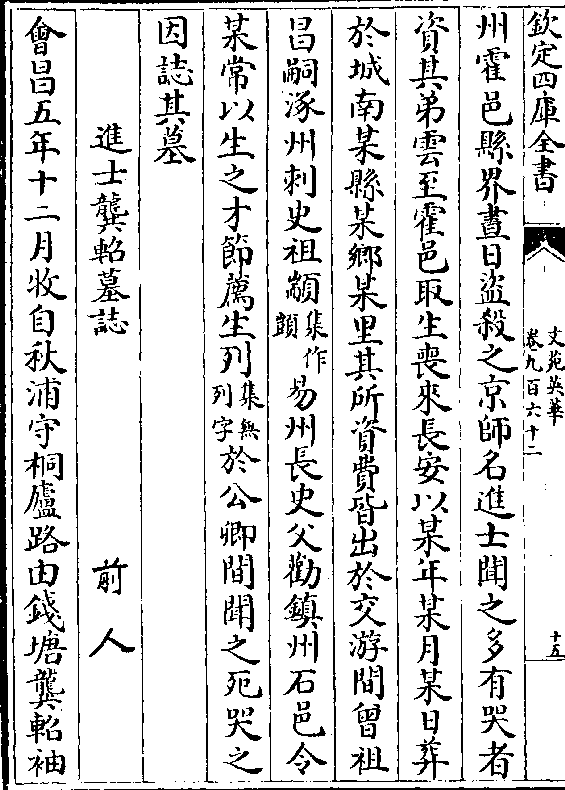 欽定四庫全書
文苑英華
卷九百六十二
十五
州霍邑縣界晝日盜殺之京師名進士聞之多有哭者
資其弟雲至霍邑取生喪來長安以某年某月某日葬
於城南某縣某鄉某里其所資費皆出於交游間曾祖
昌嗣涿州刺史祖顗集作顗易州長史父勸鎮州石邑令
某常以生之才節薦生列集無列字於公卿間聞之死哭之
因誌其墓
進士龔軺墓誌 前人
會昌五年十二月牧自秋浦守桐廬路由錢塘龔軺袖